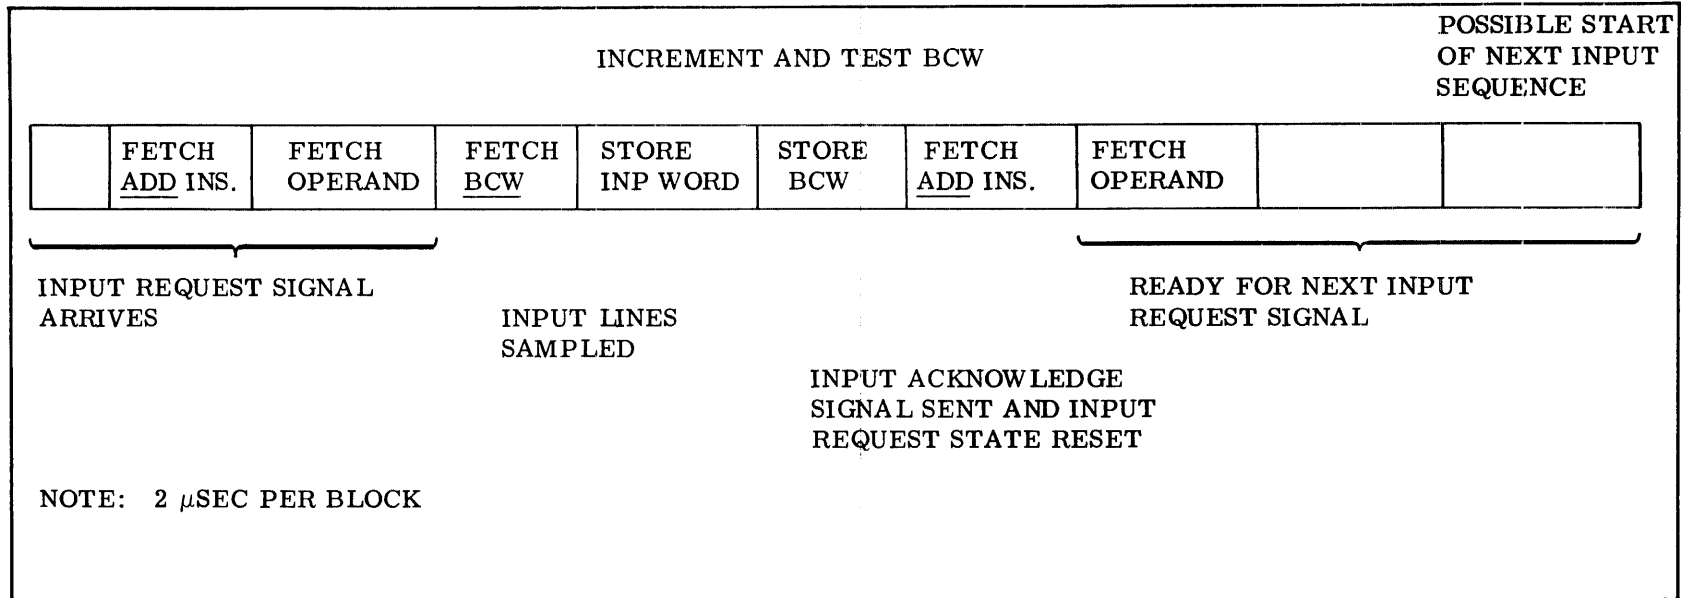 POSSIBLE START
OF NEXT INPUT
SEQUENCE
INCREMENT AND TEST BCW
FETCH
ADD INS.
FETCH
OPERAND
FETCH
BCW
STORE
INP WORD
STORE
BCW
FETCH
ADD INS.
FETCH
OPERAND
INPUT REQUEST SIGNAL
ARRIVES
INPUT LINES
SAMPLED
INPUT ACKNOWLEDGE
SIGNAL SENT AND INPUT
REQUEST STATE RESET
READY FOR NEXT INPUT
REQUEST SIGNAL
NOTE: 2 μSEC PER BLOCK